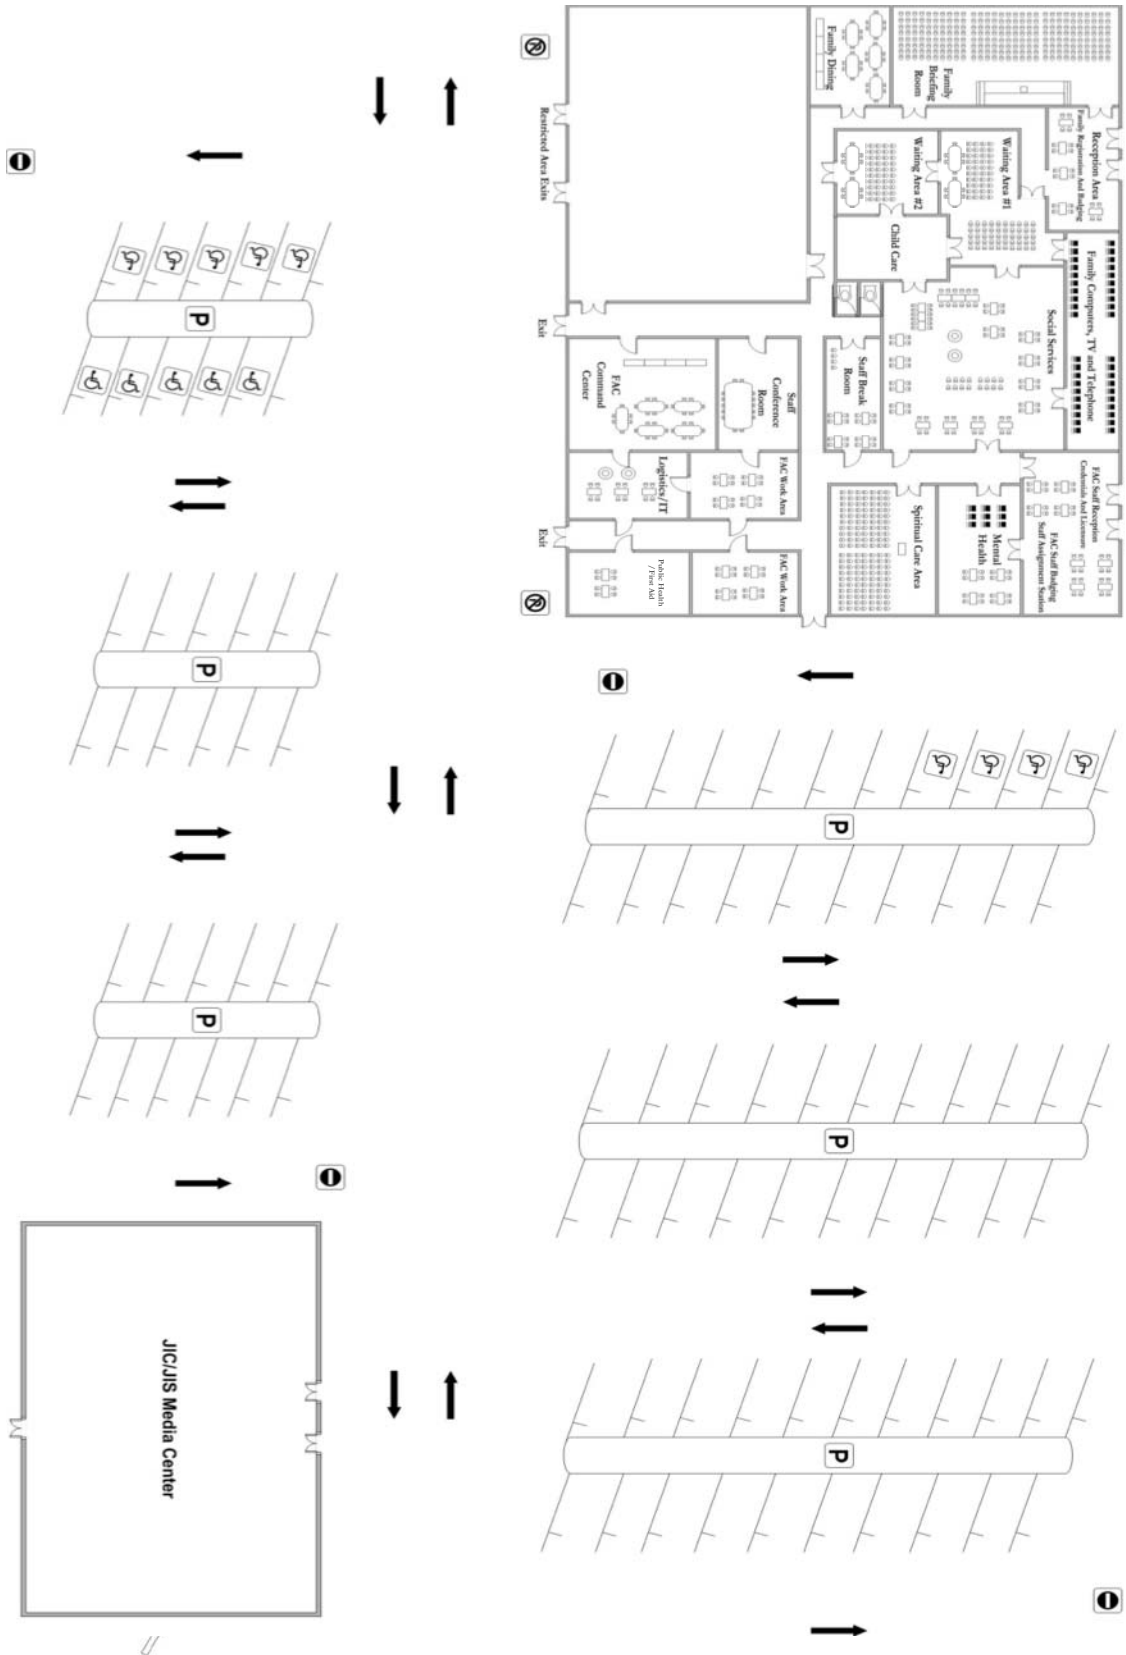 Family Dining
Family
Briefing
Room
Reception Area
Family Registration And Badging
Restricted Area Exits
Waiting Area #2
Waiting Area #1
Child Care
Family Computers, TV and Telephone
Social Services
Exit
FAC
Command
Center
Staff
Conference
Room
Staff Break
Room
Logistics/IT
FAC Work Area
Spiritual Care Area
Mental
Health
FAC Staff Reception
Credentials And Licensure
FAC Staff Badging
Staff Assignment Station
Exit
Public Health
/First Aid
FAC Work Area
P
P
P
P
P
P
JIC/JIS Media Center
R
R